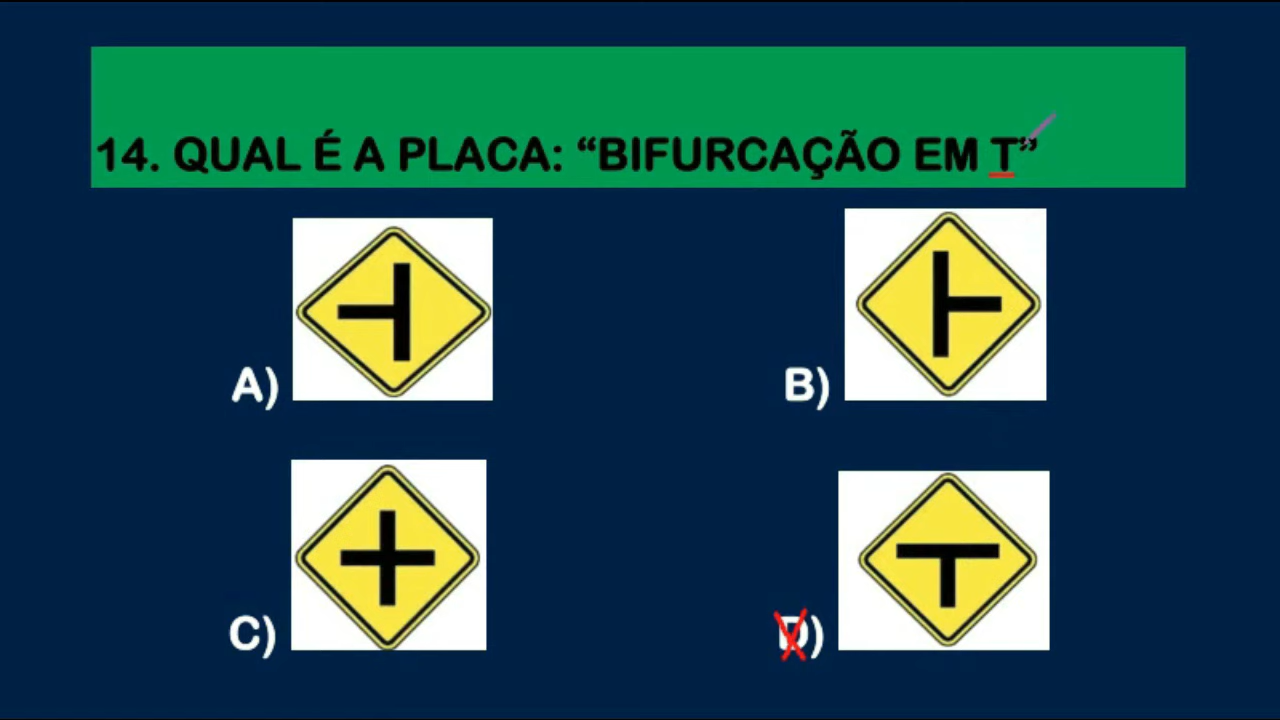 14. QUAL É A PLACA: “BIFURCAÇÃO EM T”
A)
B)
C)
D)